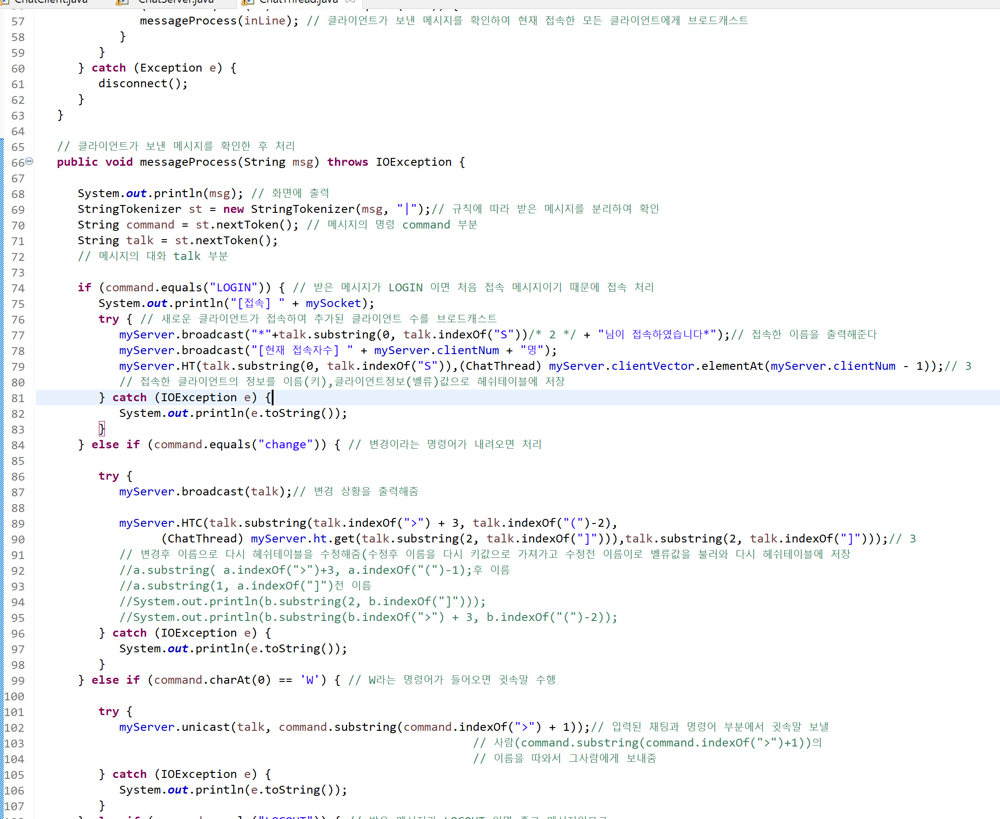 ChatClient.java ChatServer.java ChatThread.java
57 messageProcess(inLine); // 클라이언트가 보낸 메시지를 확인하여 현재 접속한 모든 클라이언트에게 브로드캐스트
58 }
59 }
60 } catch (Exception e) {
61 disconnect();
62 }
63 }
64
65 // 클라이언트가 보낸 메시지를 확인한 후 처리
66 public void messageProcess(String msg) throws IOException {
67
68 System.out.println(msg); // 화면에 출력
69 StringTokenizer st = new StringTokenizer(msg, "|");// 규칙에 따라 받은 메시지를 분리하여 확인
70 String command = st.nextToken(); // 메시지의 명령 command 부분
71 String talk = st.nextToken();
72 // 메시지의 대화 talk 부분
73
74 if (command.equals("LOGIN")) { // 받은 메시지가 LOGIN 이면 처음 접속 메시지이기 때문에 접속 처리
75 System.out.println("[접속] " + mySocket);
76 try { // 새로운 클라이언트가 접속하여 추가된 클라이언트 수를 브로드캐스트
77 myServer.broadcast("*"+talk.substring(0, talk.indexOf("S"))/* 2 */ + "님이 접속하였습니다*");// 접속한 이름을 출력해준다
78 myServer.broadcast("[현재 접속자수] " + myServer.clientNum + "명");
79 myServer.HT(talk.substring(0, talk.indexOf("S")),(ChatThread) myServer.clientVector.elementAt(myServer.clientNum - 1));// 3
80 // 접속한 클라이언트의 정보를 이름(키),클라이언트정보(벨류)값으로 헤쉬테이블에 저장
81 } catch (IOException e) {
82 System.out.println(e.toString());
83 }
84 } else if (command.equals("change")) { // 변경이라는 명령어가 내려오면 처리
85
86 try {
87 myServer.broadcast(talk);// 변경 상황을 출력해줌
88
89 myServer.HTC(talk.substring(talk.indexOf(">") + 3, talk.indexOf("(")-2),
90 (ChatThread) myServer.ht.get(talk.substring(2, talk.indexOf("]"))),talk.substring(2, talk.indexOf("]")));// 3
91 // 변경후 이름으로 다시 헤쉬테이블을 수정해줌(수정후 이름을 다시 키값으로 가져가고 수정전 이름이로 벨류값을 불러와 다시 헤쉬테이블에 저장
92 //a.substring( a.indexOf(">")+3, a.indexOf("(")-1);후 이름
93 //a.substring(1, a.indexOf("]")전 이름
94 //System.out.println(b.substring(2, b.indexOf("]")));
95 //System.out.println(b.substring(b.indexOf(">") + 3, b.indexOf("(")-2));
96 } catch (IOException e) {
97 System.out.println(e.toString());
98 }
99 } else if (command.charAt(0) == 'W') { // W라는 명령어가 들어오면 귓속말 수행
100
101 try {
102 myServer.unicast(talk, command.substring(command.indexOf(">") + 1));// 입력된 채팅과 명령어 부분에서 귓속말 보낼
103 // 사람(command.substring(command.indexOf(">")+1))의
104 // 이름을 따와서 그사람에게 보내줌
105 } catch (IOException e) {
106 System.out.println(e.toString());
107 }